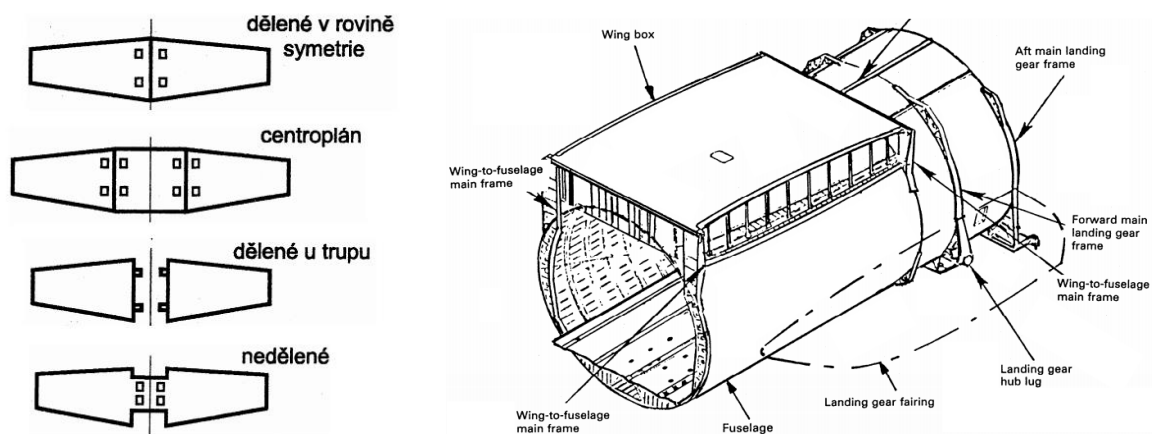 dělené v rovině
symetrie
centroplán
dělené u trupu
nedělené
Wing box
Aft main landing
gear frame
Wing-to-fuselage
main frame
Forward main
landing gear
frame
Wing-to-fuselage
main frame
Landing gear
hub lug
Landing gear fairing
Wing-to-fuselage
main frame
Fuselage